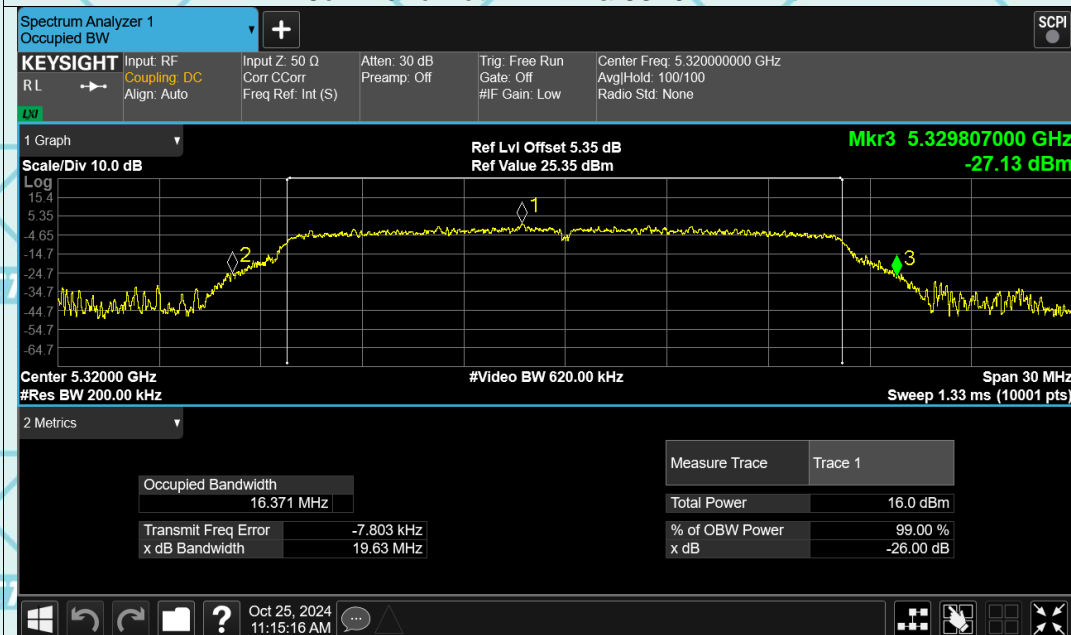 Spectrum Analyzer 1
Occupied BW
+
SCPI
KEYSIGHT
RL
LXI
Input: RF
Coupling: DC
Align: Auto
Input Z: 50 Ω
Corr CCorr
Freq Ref: Int (S)
Atten: 30 dB
Preamp: Off
Trig: Free Run
Gate: Off
#IF Gain: Low
Center Freq: 5.320000000 GHz
Avg|Hold: 100/100
Radio Std: None
1 Graph
Scale/Div 10.0 dB
Ref Lvl Offset 5.35 dB
Ref Value 25.35 dBm
Mkr3 5.329807000 GHz
-27.13 dBm
Log
15.4
5.35
-4.65
-14.7
-24.7
-34.7
-44.7
-54.7
-64.7
1
2
3
Center 5.32000 GHz
#Video BW 620.00 kHz
Span 30 MHz
#Res BW 200.00 kHz
Sweep 1.33 ms (10001 pts)
2 Metrics
Occupied Bandwidth
16.371 MHz
Transmit Freq Error -7.803 kHz
x dB Bandwidth 19.63 MHz
Measure Trace Trace 1
Total Power 16.0 dBm
% of OBW Power 99.00 %
x dB -26.00 dB
?
Oct 25, 2024
11:15:16 AM